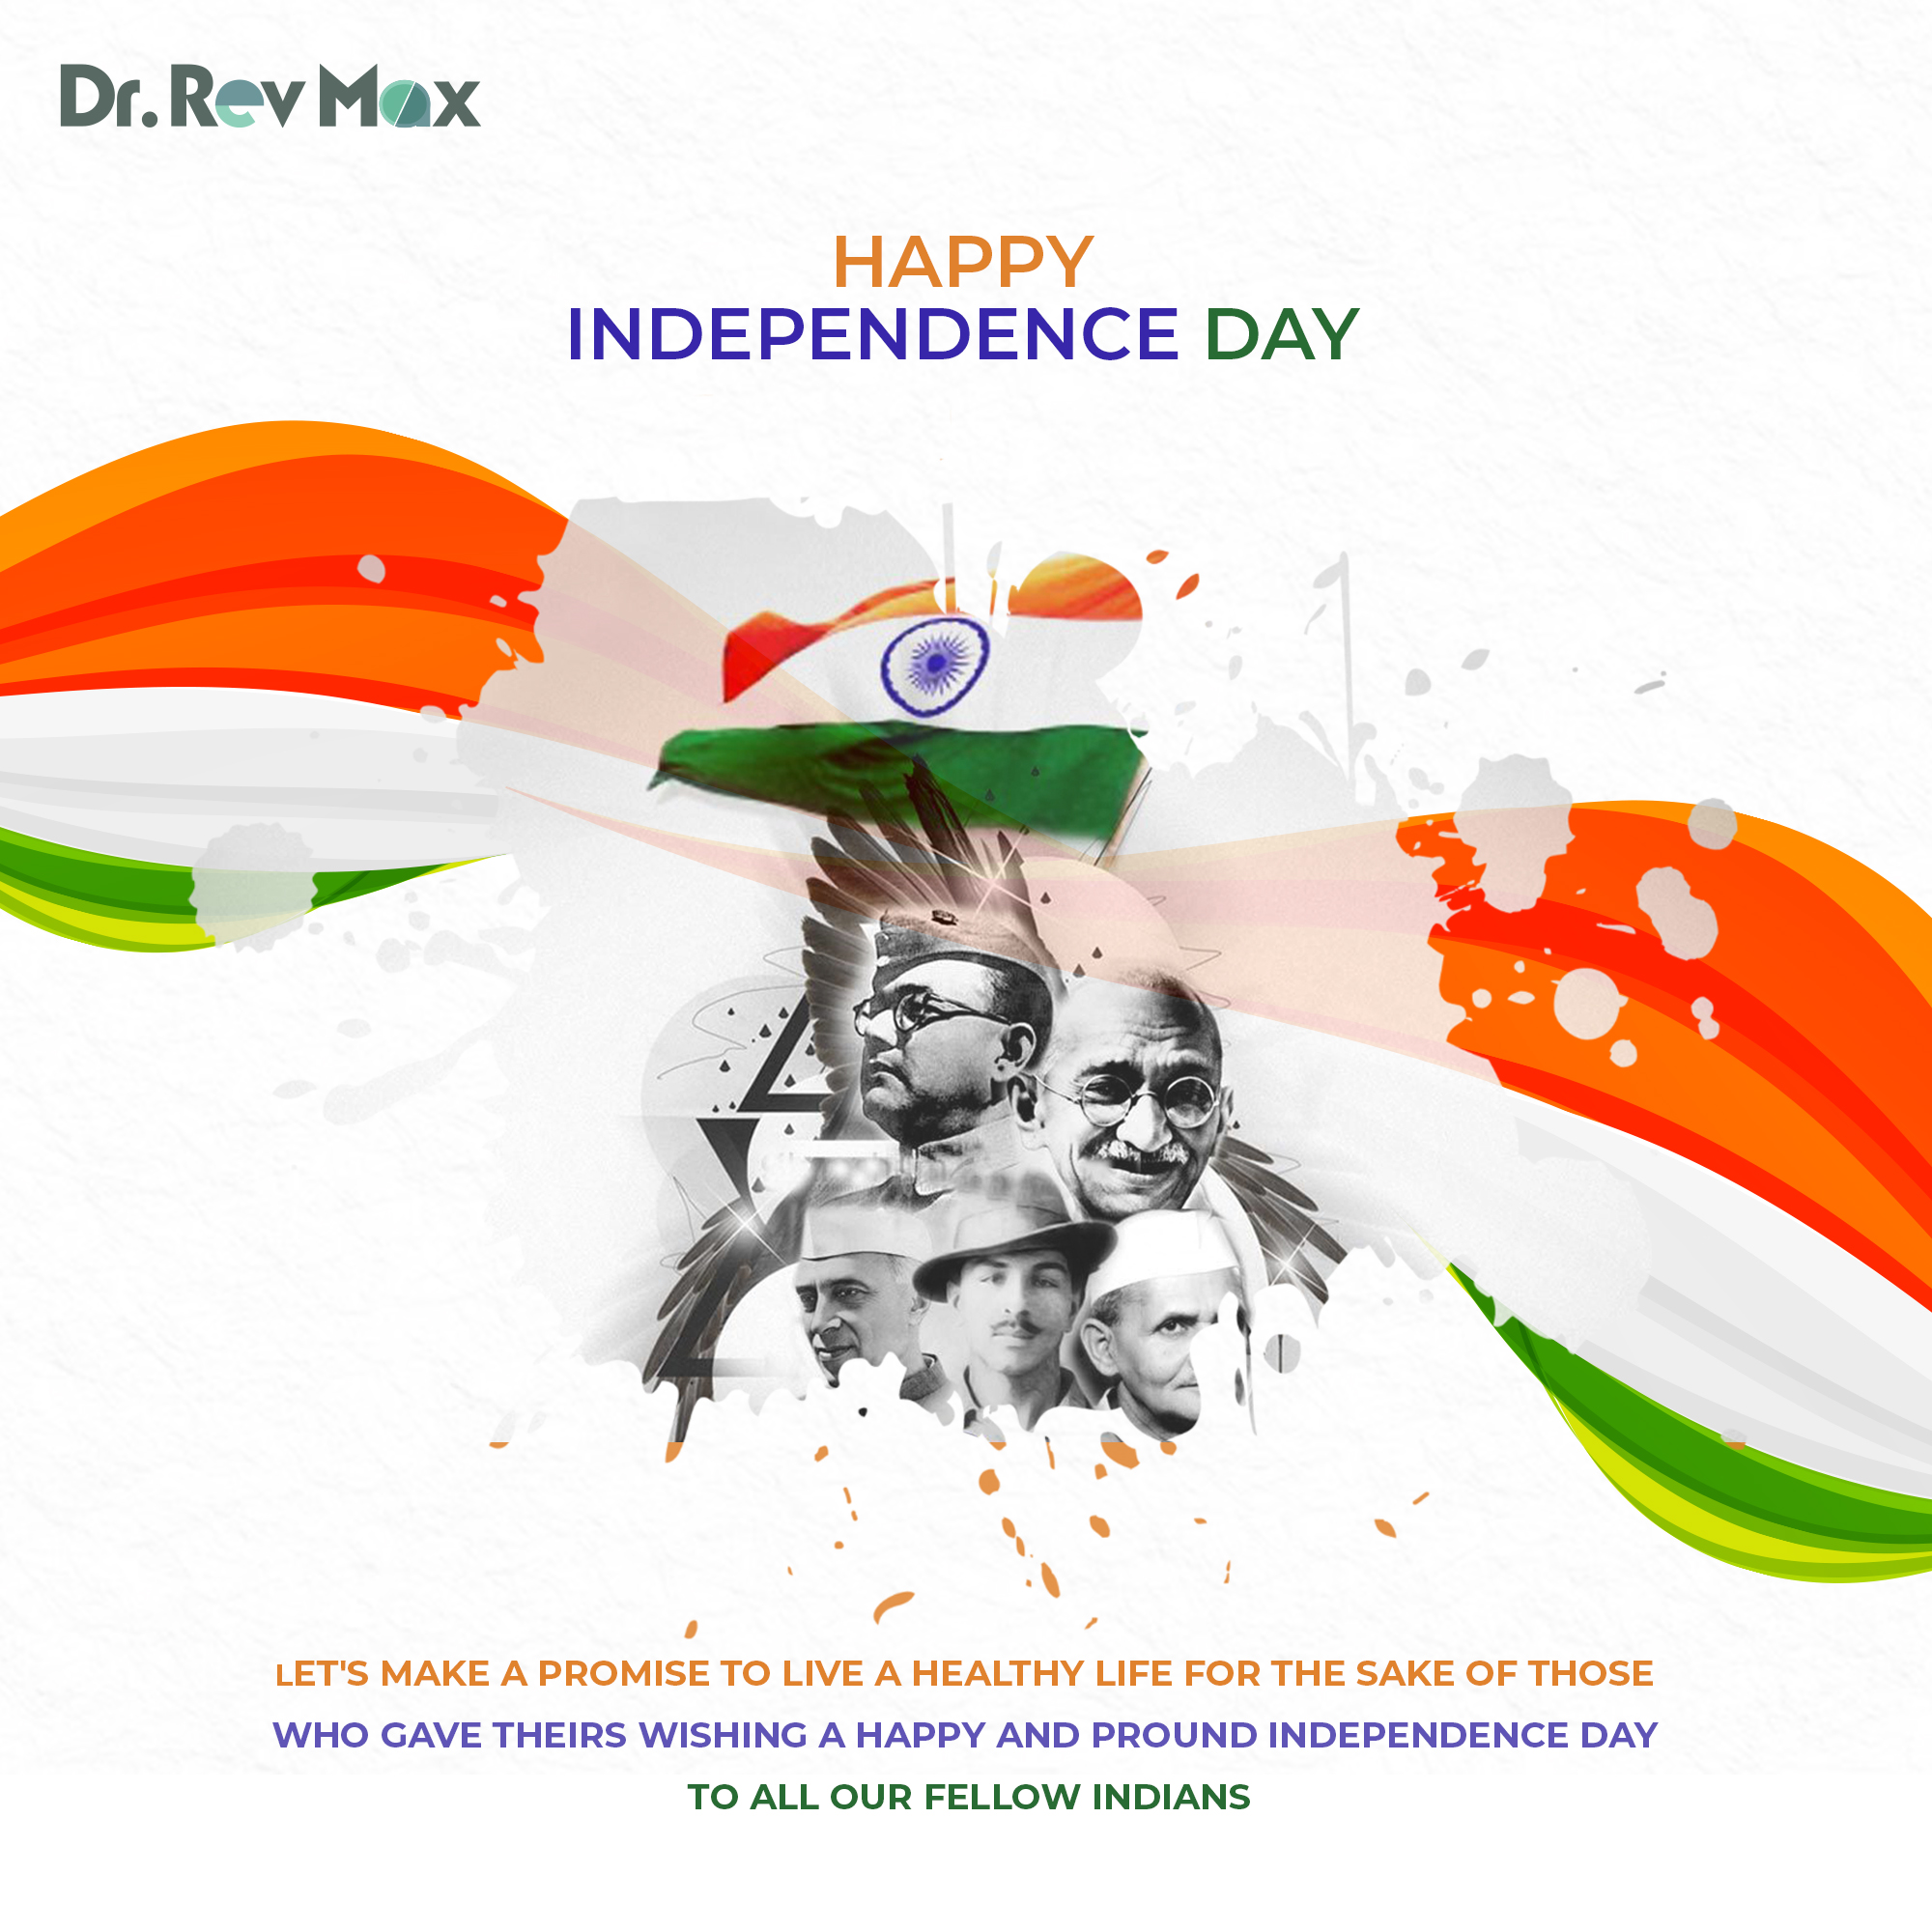 Dr. Rev Max
HAPPY
INDEPENDENCE DAY
LET'S MAKE A PROMISE TO LIVE A HEALTHY LIFE FOR THE SAKE OF THOSE
WHO GAVE THEIRS WISHING A HAPPY AND PROUND INDEPENDENCE DAY
TO ALL OUR FELLOW INDIANS